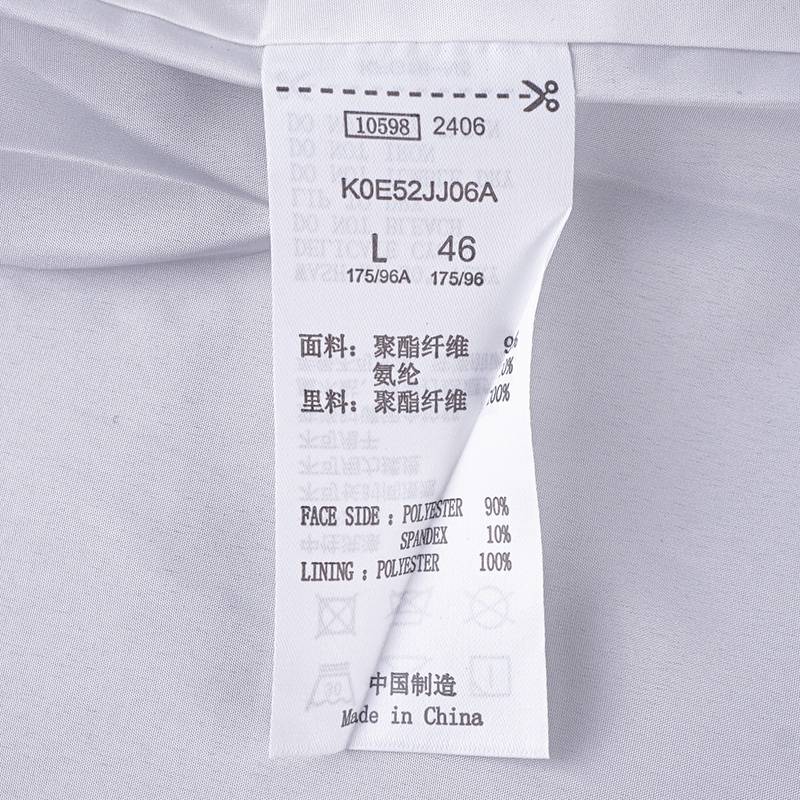 10598 2406
K0E52JJ06A
L 46
175/96A 175/96
面料：聚酯纤维
氨纶
里料：聚酯纤维 100%
FACE SIDE : POLYESTER 90%
SPANDEX 10%
LINING : POLYESTER 100%
中国制造
Made in China